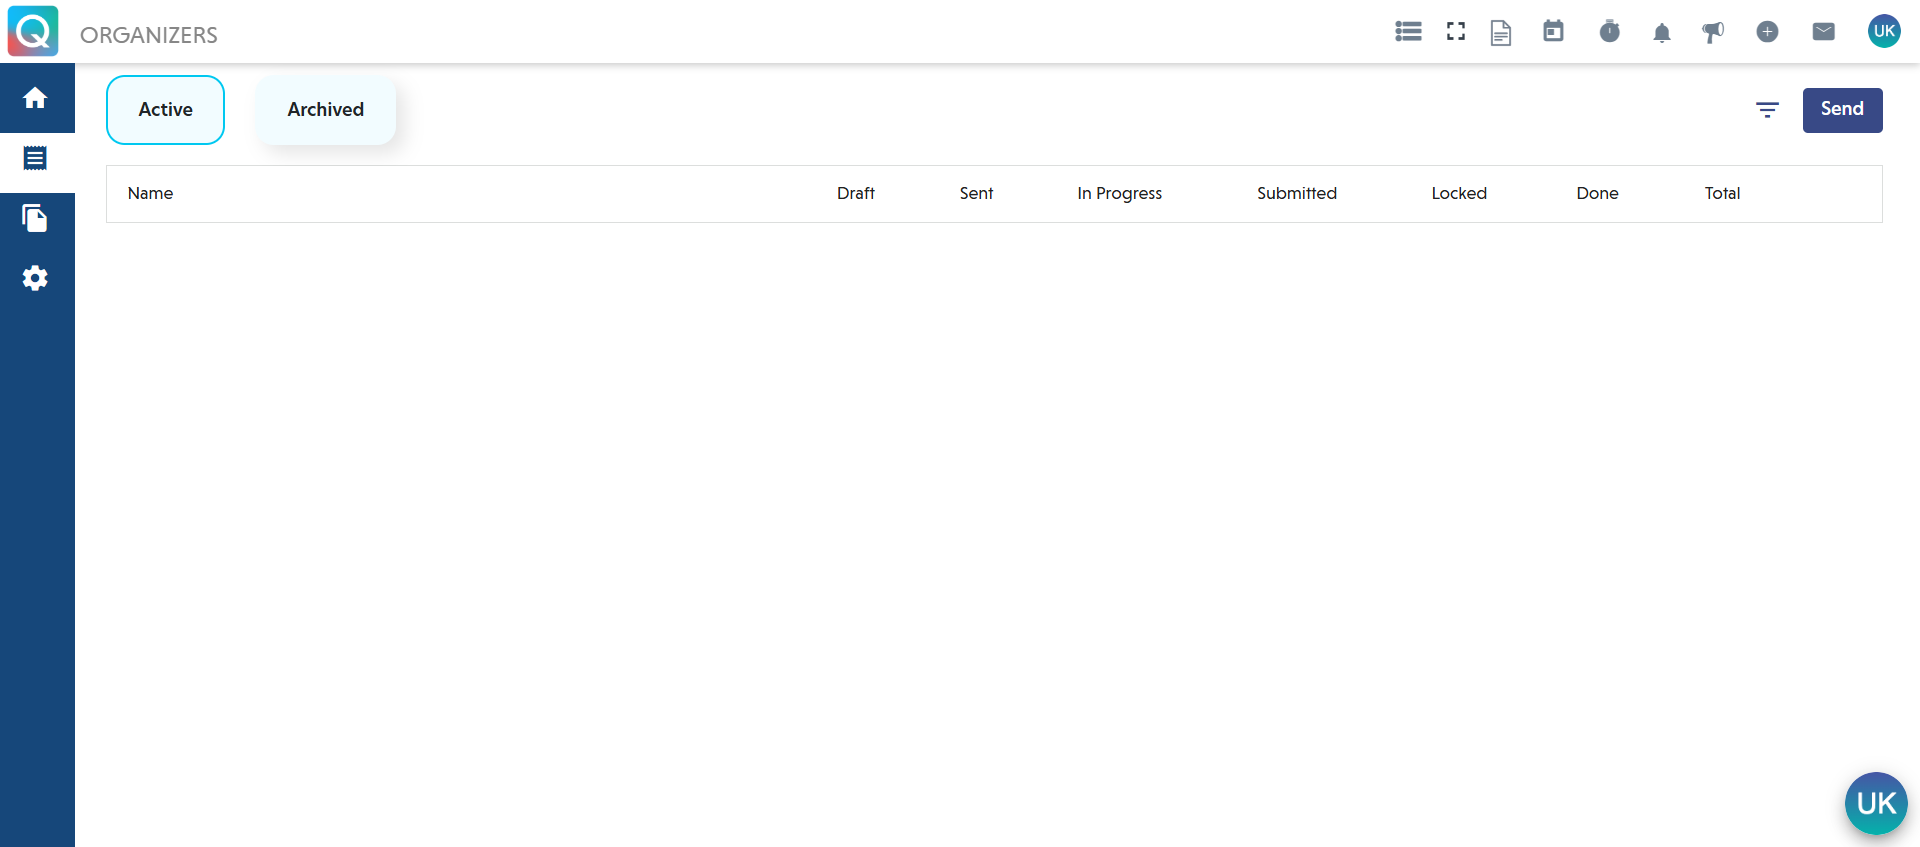 ORGANIZERS
UK
Active
Archived
Send
Name Draft Sent In Progress Submitted Locked Done Total
UK